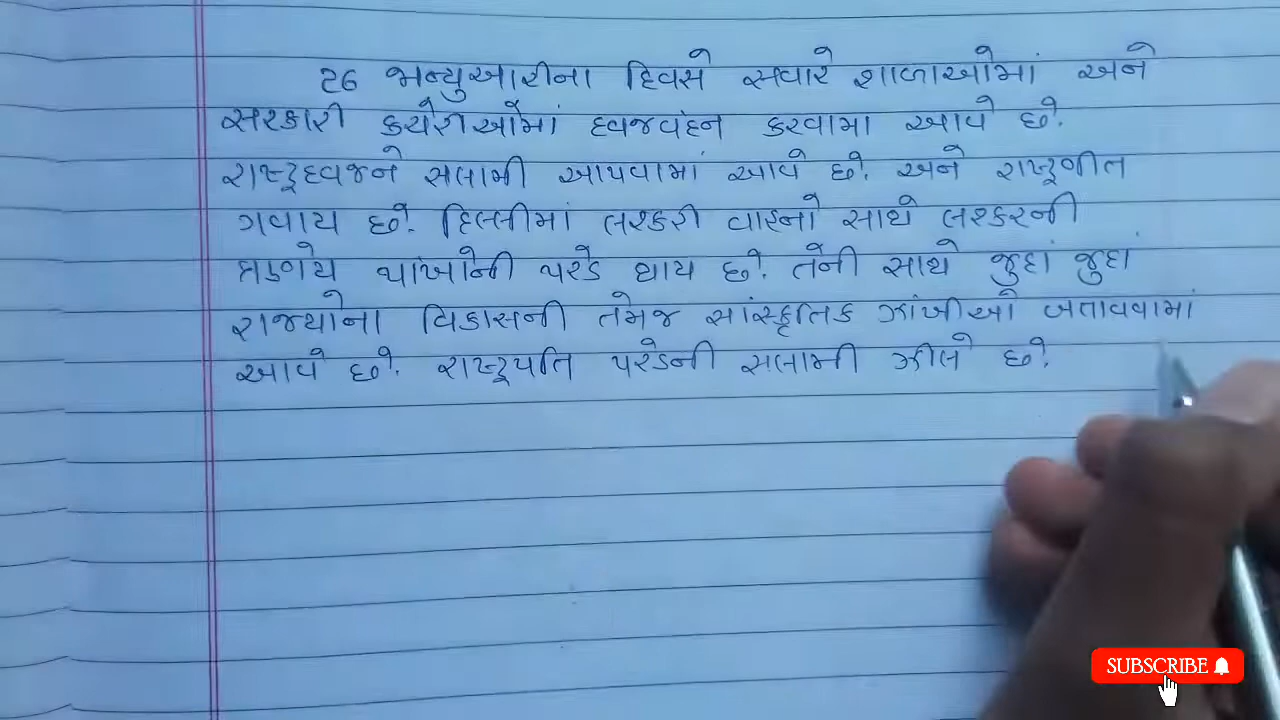 26 જાન્યુઆરીના દિવસે સવારે શાળાઓમાં અને
સરકારી કચેરીઓમાં ધ્વજવંદન કરવામાં આવે છે.
રાષ્ટ્રધ્વજને સલામી આપવામાં આવે છે. અને રાષ્ટ્રગીત
ગવાય છે. દિલ્લીમાં લશ્કરી વાહનો સાથે લશ્કરની
ત્રણેય પાંખોની પરેડ થાય છે. તેની સાથે જુદાં જુદાં
રાજ્યોના વિકાસની તેમજ સાંસ્કૃતિક ઝાંખીઓ બતાવવામાં
આવે છે. રાષ્ટ્રપતિ પરેડની સલામી ઝીલે છે.
SUBSCRIBE